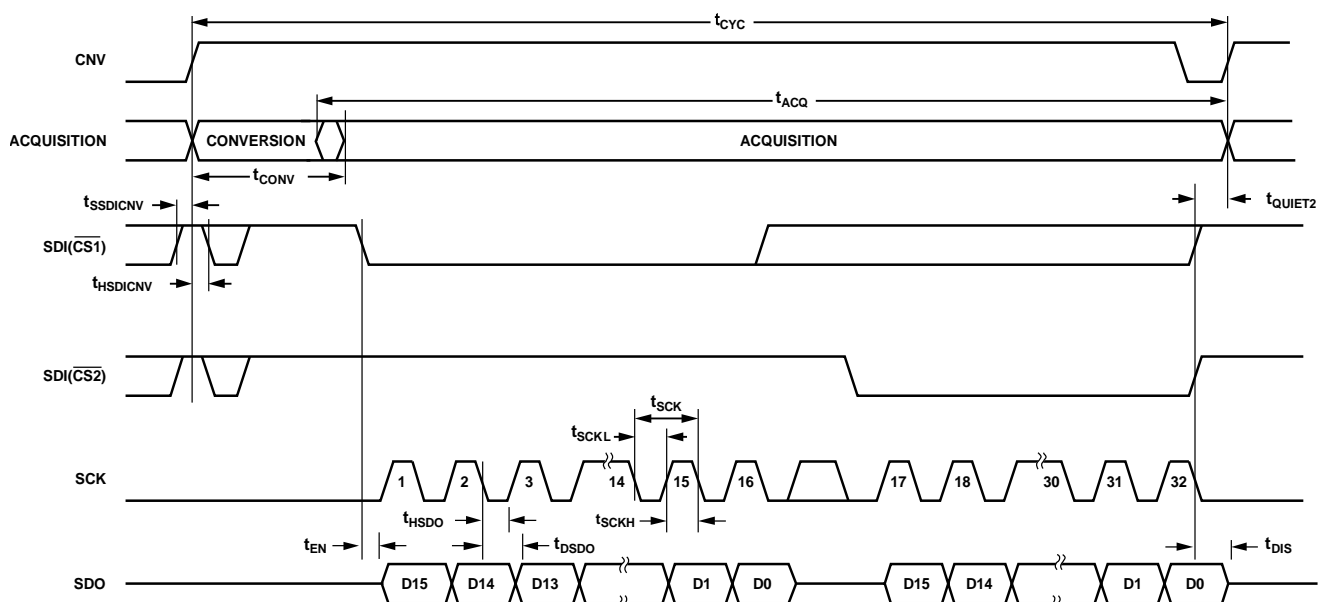 tCYC
CNV
tACQ
ACQUISITION CONVERSION ACQUISITION
tCONV
tSSDICNV tQUIET2
SDI(CS1)
tHSDICNV
SDI(CS2)
tSCK
tSCKL
SCK 1 2 3 14 15 16 17 18 30 31 32
tHSDO tSCKH
tEN tDSDO tDIS
SDO D15 D14 D13 D1 D0 D15 D14 D1 D0